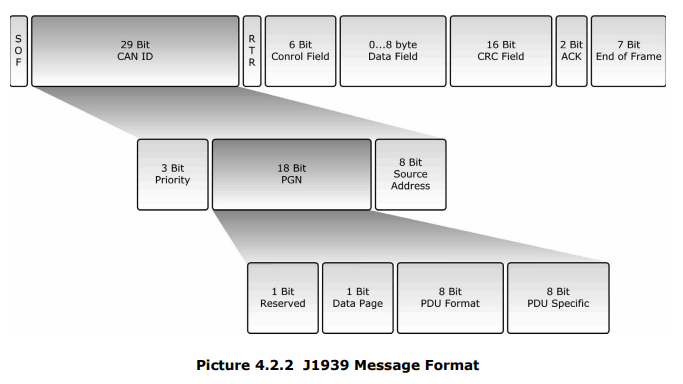 SOF
29 Bit
CAN ID
RTR
6 Bit
Conrol Field
0...8 byte
Data Field
16 Bit
CRC Field
2 Bit
ACK
7 Bit
End of Frame
3 Bit
Priority
18 Bit
PGN
8 Bit
Source
Address
1 Bit
Reserved
1 Bit
Data Page
8 Bit
PDU Format
8 Bit
PDU Specific
Picture 4.2.2 J1939 Message Format